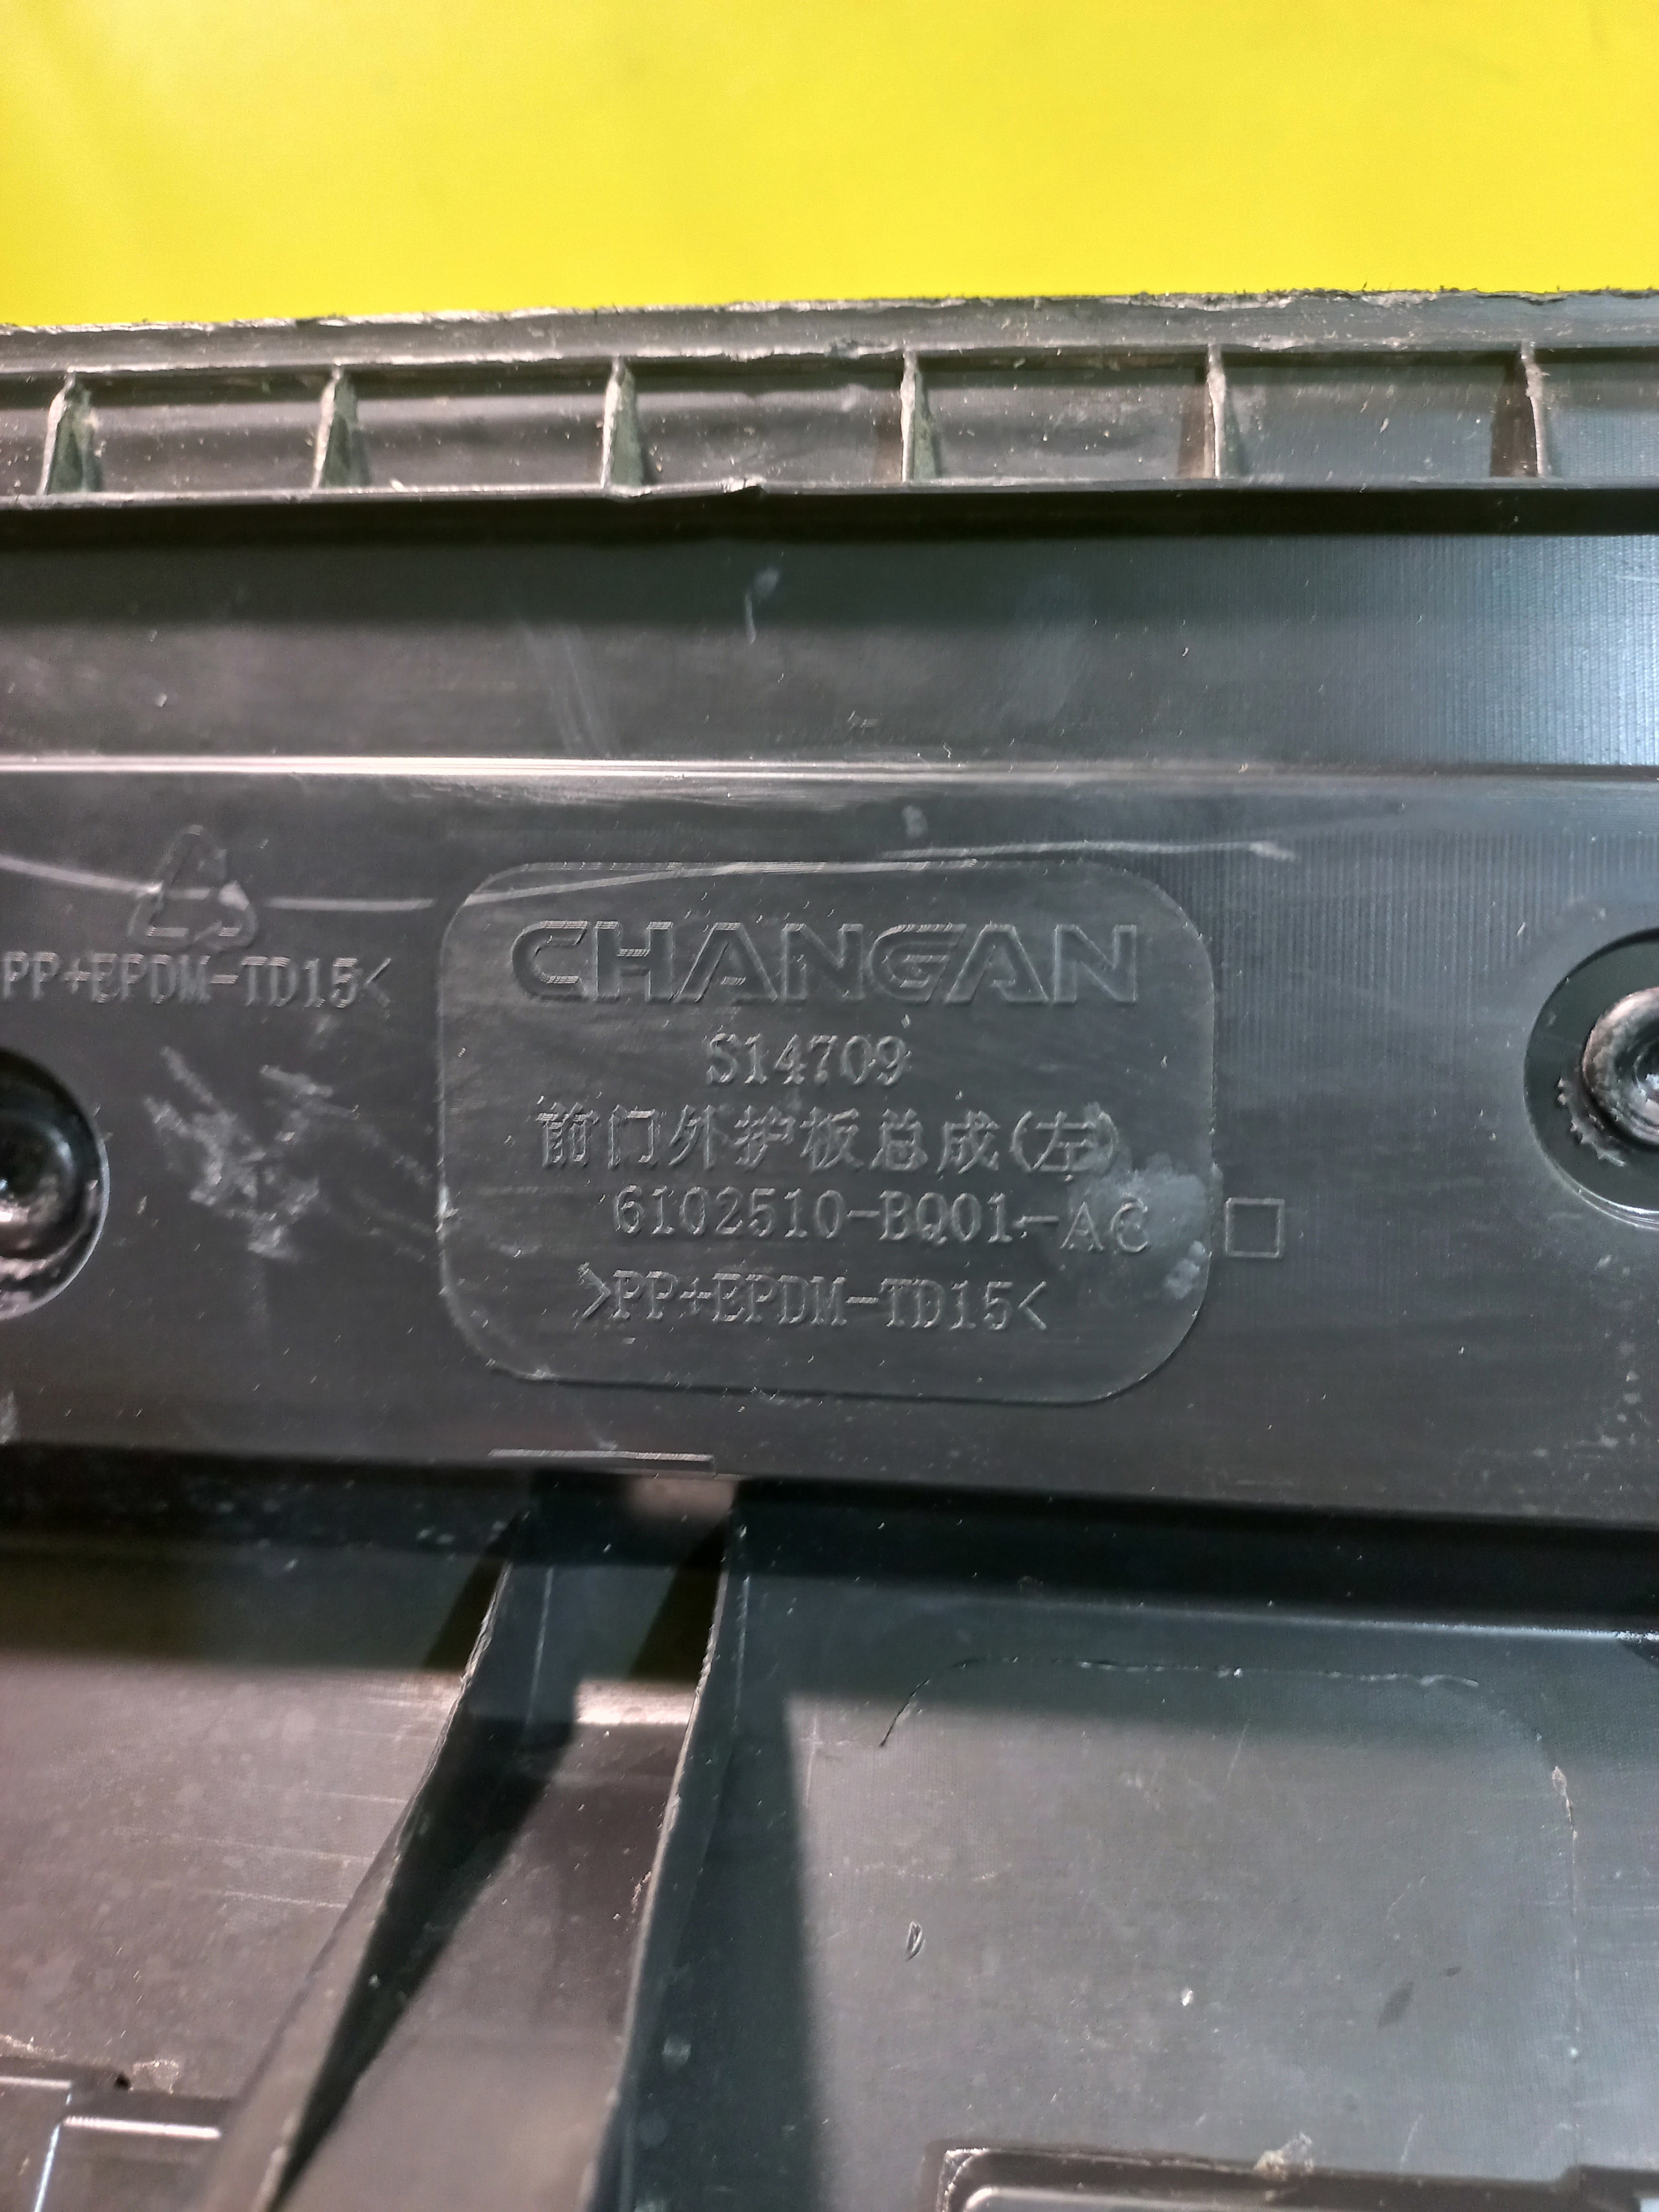 PP+EPDM-TD15<
CHANGAN
S14709
前门外护板总成(左)
6102510-BQ01-AC
>PP+EPDM-TD15<